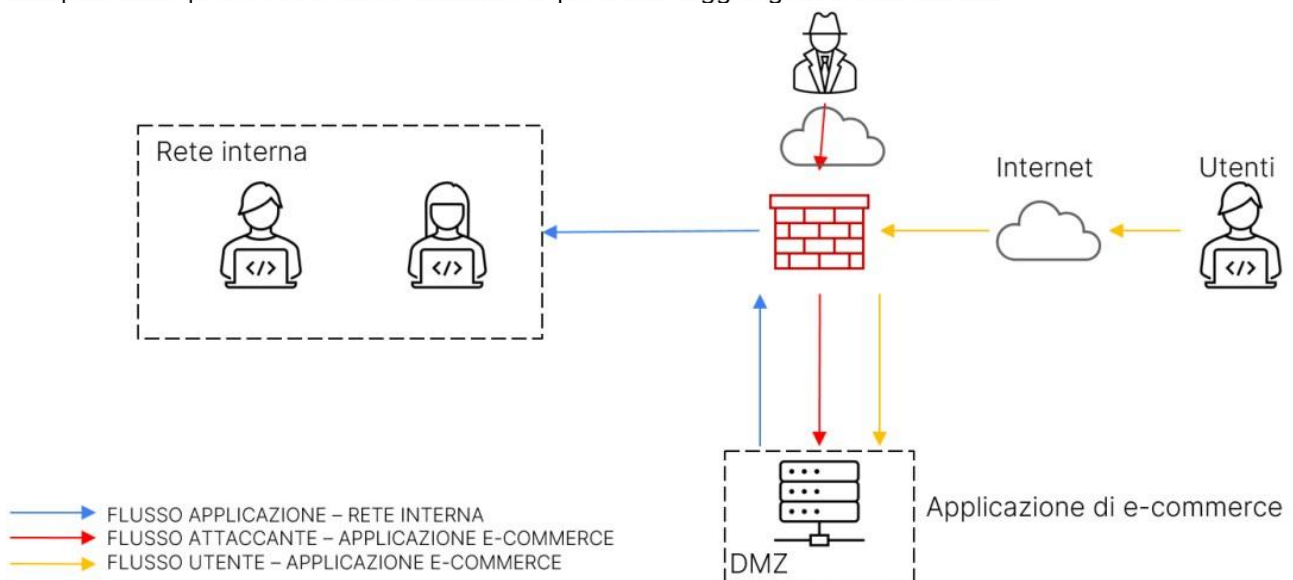 Rete interna
Internet
Utenti
</>
</>
</>
Applicazione di e-commerce
FLUSSO APPLICAZIONE – RETE INTERNA
FLUSSO ATTACCANTE – APPLICAZIONE E-COMMERCE
FLUSSO UTENTE – APPLICAZIONE E-COMMERCE
DMZ